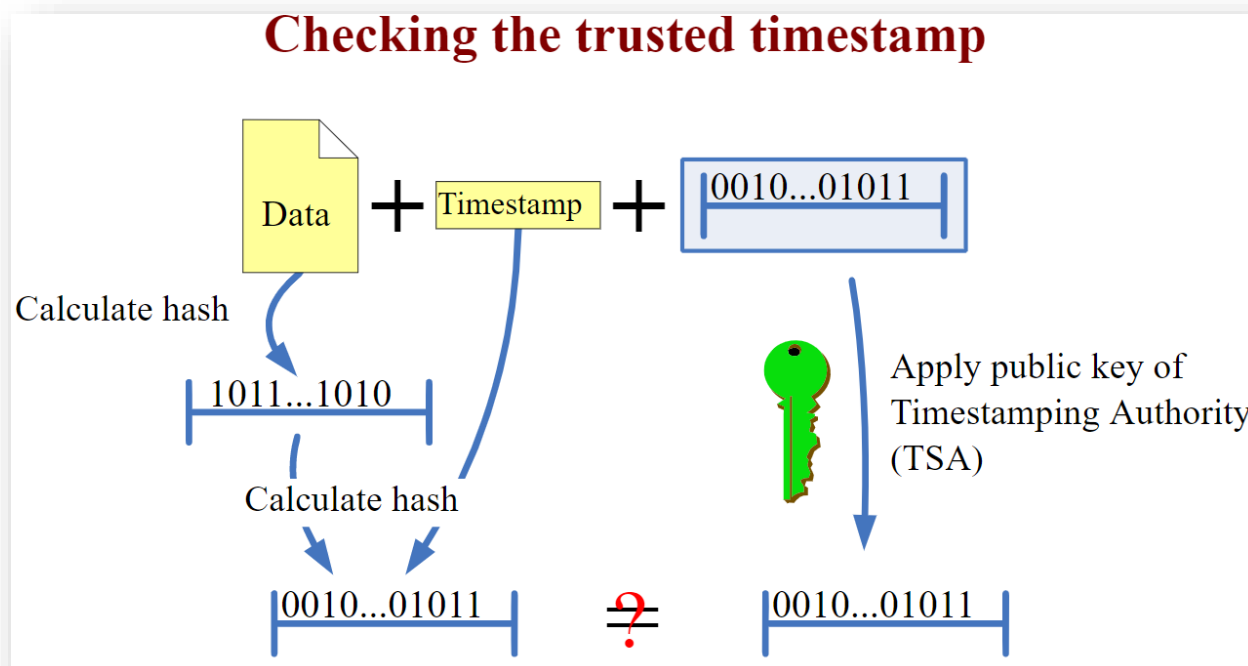 Checking the trusted timestamp
Data
Timestamp
0010...01011
Calculate hash
1011...1010
Apply public key of
Timestamping Authority
(TSA)
Calculate hash
0010...01011
?
0010...01011